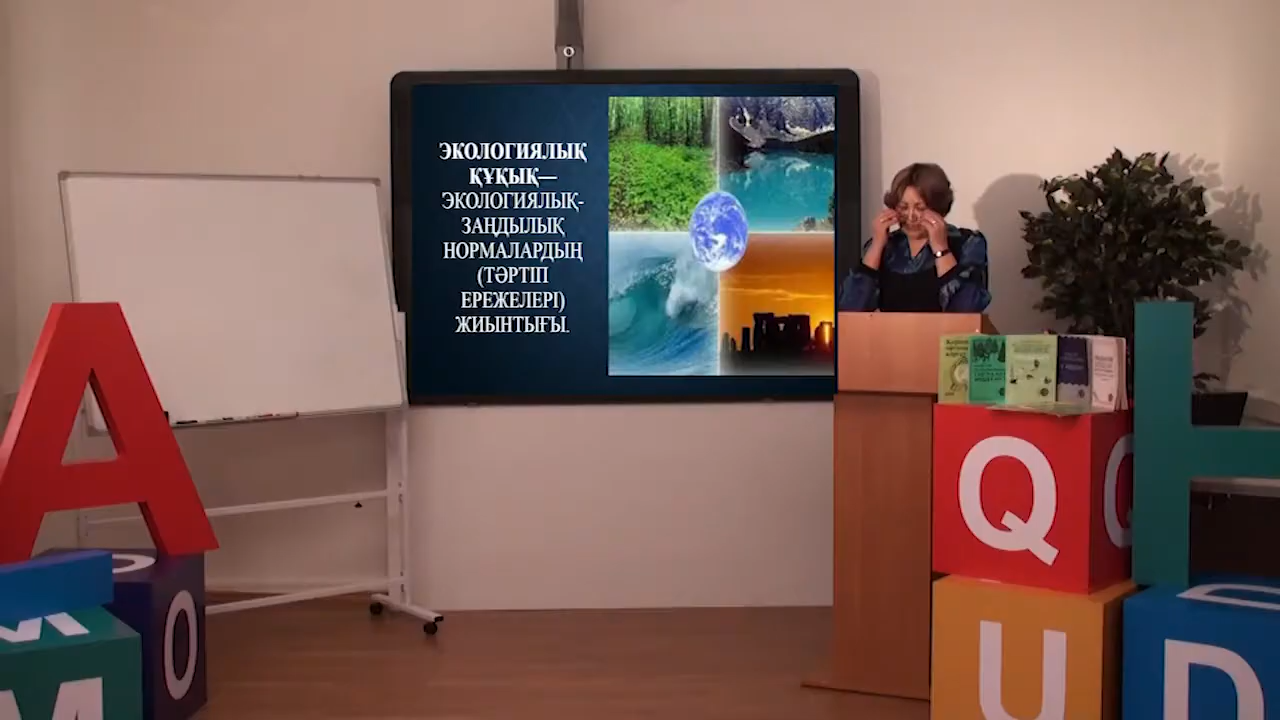 ЭКОЛОГИЯЛЫҚ
ҚҰҚЫҚ—
ЭКОЛОГИЯЛЫҚ-
ЗАҢДЫЛЫҚ
НОРМАЛАРДЫҢ
(ТӘРТІП
ЕРЕЖЕЛЕРІ)
ЖИЫНТЫҒЫ.
A
O
M
M
Q
U
D